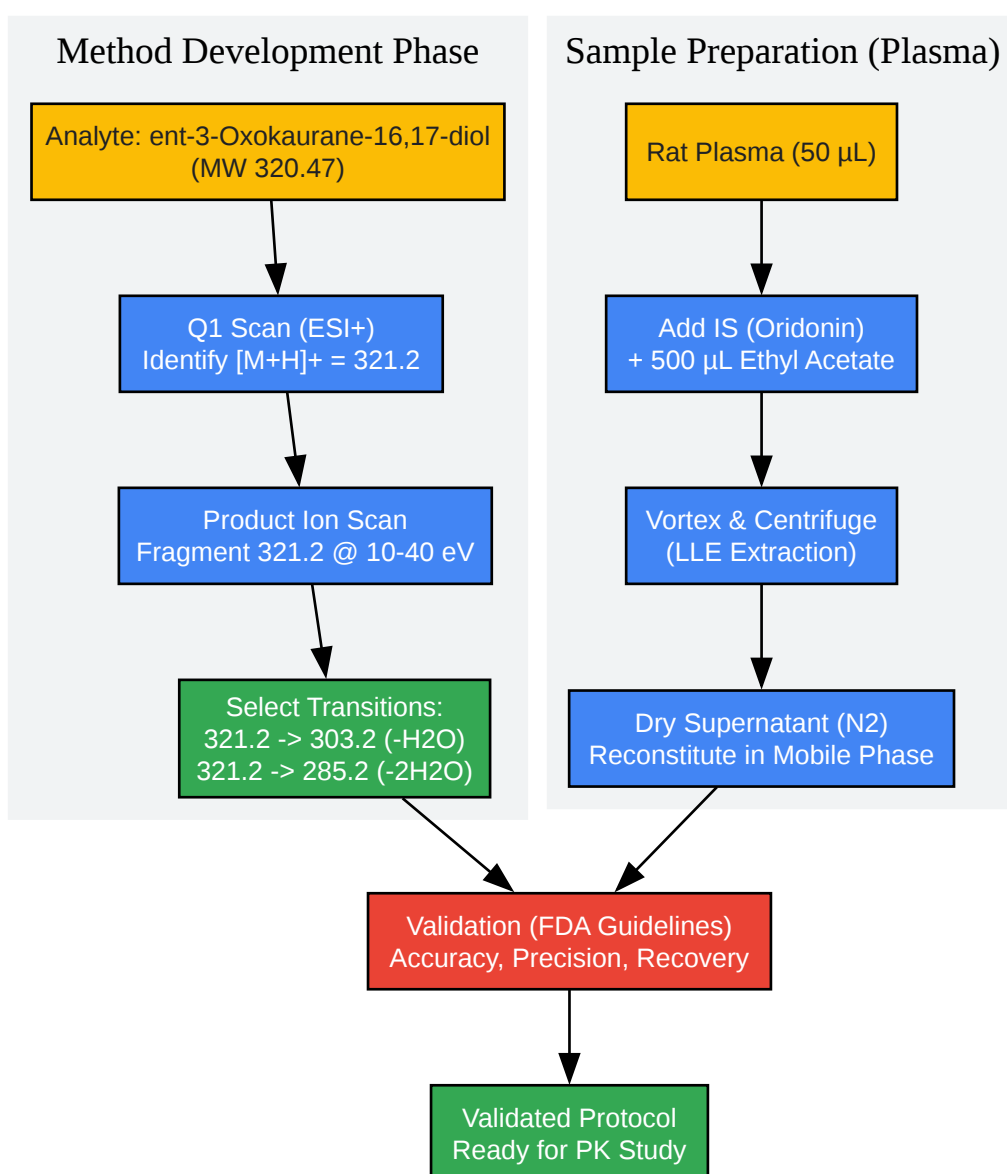 Method Development Phase
Analyte: ent-3-Oxokaurane-16,17-diol
(MW 320.47)
Q1 Scan (ESI+)
Identify [M+H]+ = 321.2
Product Ion Scan
Fragment 321.2 @ 10-40 eV
Select Transitions:
321.2 -> 303.2 (-H2O)
321.2 -> 285.2 (-2H2O)
Sample Preparation (Plasma)
Rat Plasma (50 µL)
Add IS (Oridonin)
+ 500 µL Ethyl Acetate
Vortex & Centrifuge
(LLE Extraction)
Dry Supernatant (N2)
Reconstitute in Mobile Phase
Validation (FDA Guidelines)
Accuracy, Precision, Recovery
Validated Protocol
Ready for PK Study